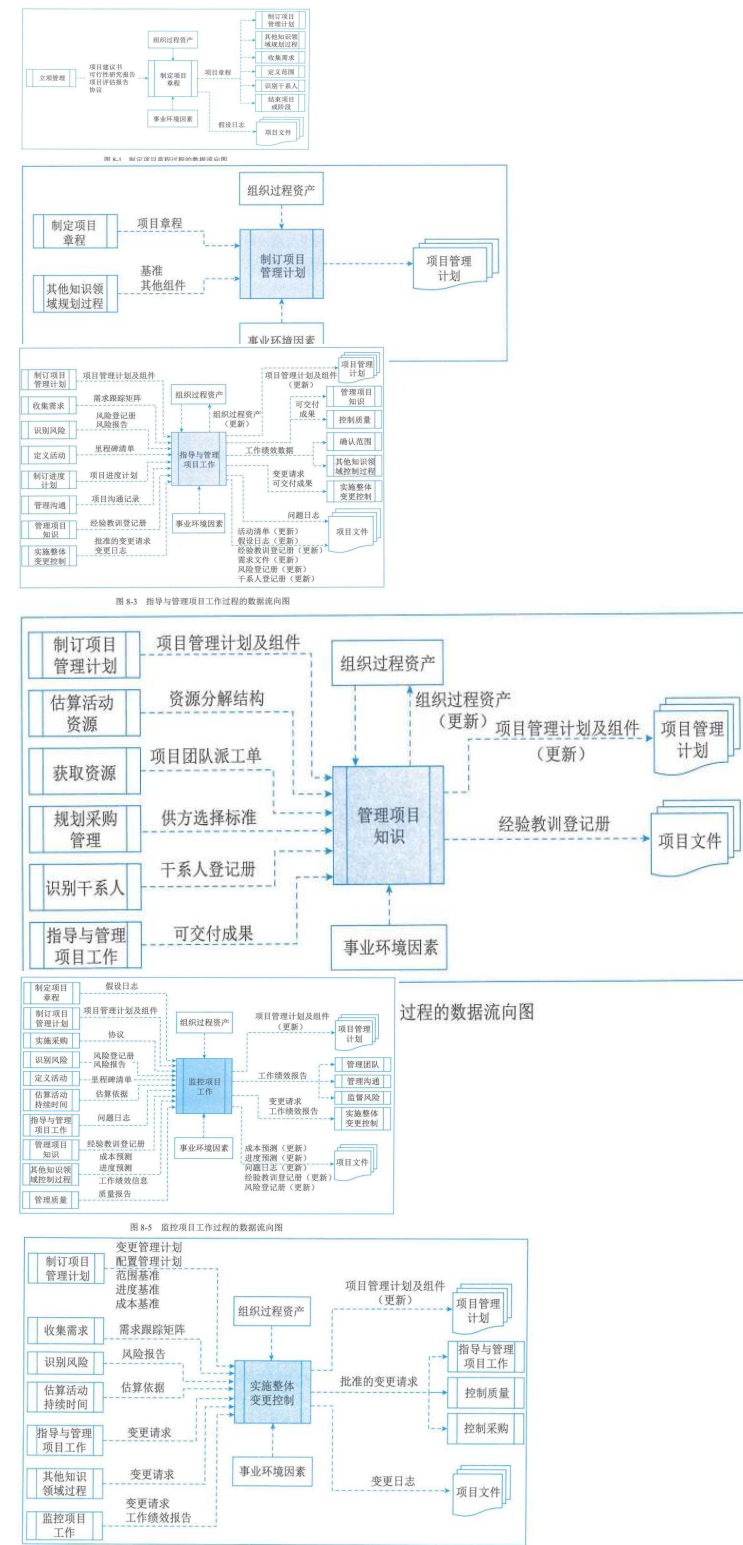 组织过程资产
立项管理
项目建议书
可行性研究报告
项目评估报告
协议
制定项目
章程
项目章程
制订项目
管理计划
其他知识领
域规划过程
收集需求
定义范围
识别干系人
结束项目
或阶段
事业环境因素
假设日志
项目文件
图 8-1 制定项目章程过程的数据流向图
组织过程资产
制定项目
章程
项目章程
其他知识领
域规划过程
基准
其他组件
制订项目
管理计划
项目管理
计划
事业环境因素
制订项目
管理计划
项目管理计划及组件
收集需求
需求跟踪矩阵
识别风险
风险登记册
风险报告
定义活动
里程碑清单
制订进度
计划
项目进度计划
管理沟通
项目沟通记录
管理项目
知识
经验教训登记册
实施整体
变更控制
批准的变更请求
变更日志
组织过程资产
组织过程资产
（更新）
指导与管理
项目工作
事业环境因素
项目管理计划及组件
（更新）
项目管理
计划
可交付
成果
管理项目
知识
控制质量
工作绩效数据
确认范围
其他知识领
域控制过程
变更请求
可交付成果
实施整体
变更控制
问题日志
活动清单（更新）
假设日志（更新）
经验教训登记册（更新）
需求文件（更新）
风险登记册（更新）
干系人登记册（更新）
项目文件
图 8-3 指导与管理项目工作过程的数据流向图
制订项目
管理计划
项目管理计划及组件
估算活动
资源
资源分解结构
获取资源
项目团队派工单
规划采购
管理
供方选择标准
识别干系人
干系人登记册
指导与管理
项目工作
可交付成果
组织过程资产
组织过程资产
（更新）
管理项目
知识
事业环境因素
项目管理计划及组件
（更新）
项目管理
计划
经验教训登记册
项目文件
过程的数据流向图
制定项目
章程
假设日志
制订项目
管理计划
项目管理计划及组件
实施采购
协议
识别风险
风险登记册
风险报告
定义活动
里程碑清单
估算活动
持续时间
估算依据
指导与管理
项目工作
问题日志
管理项目
知识
经验教训登记册
其他知识领
域控制过程
成本预测
进度预测
工作绩效信息
管理质量
质量报告
组织过程资产
监控项目
工作
事业环境因素
项目管理计划及组件
（更新）
项目管理
计划
工作绩效报告
管理团队
管理沟通
监督风险
变更请求
工作绩效报告
实施整体
变更控制
成本预测（更新）
进度预测（更新）
问题日志（更新）
经验教训登记册（更新）
风险登记册（更新）
项目文件
图 8-5 监控项目工作过程的数据流向图
制订项目
管理计划
变更管理计划
配置管理计划
范围基准
进度基准
成本基准
收集需求
需求跟踪矩阵
识别风险
风险报告
估算活动
持续时间
估算依据
指导与管理
项目工作
变更请求
其他知识
领域过程
变更请求
监控项目
工作
变更请求
工作绩效报告
组织过程资产
实施整体
变更控制
事业环境因素
项目管理计划及组件
（更新）
项目管理
计划
批准的变更请求
指导与管理
项目工作
控制质量
控制采购
变更日志
项目文件